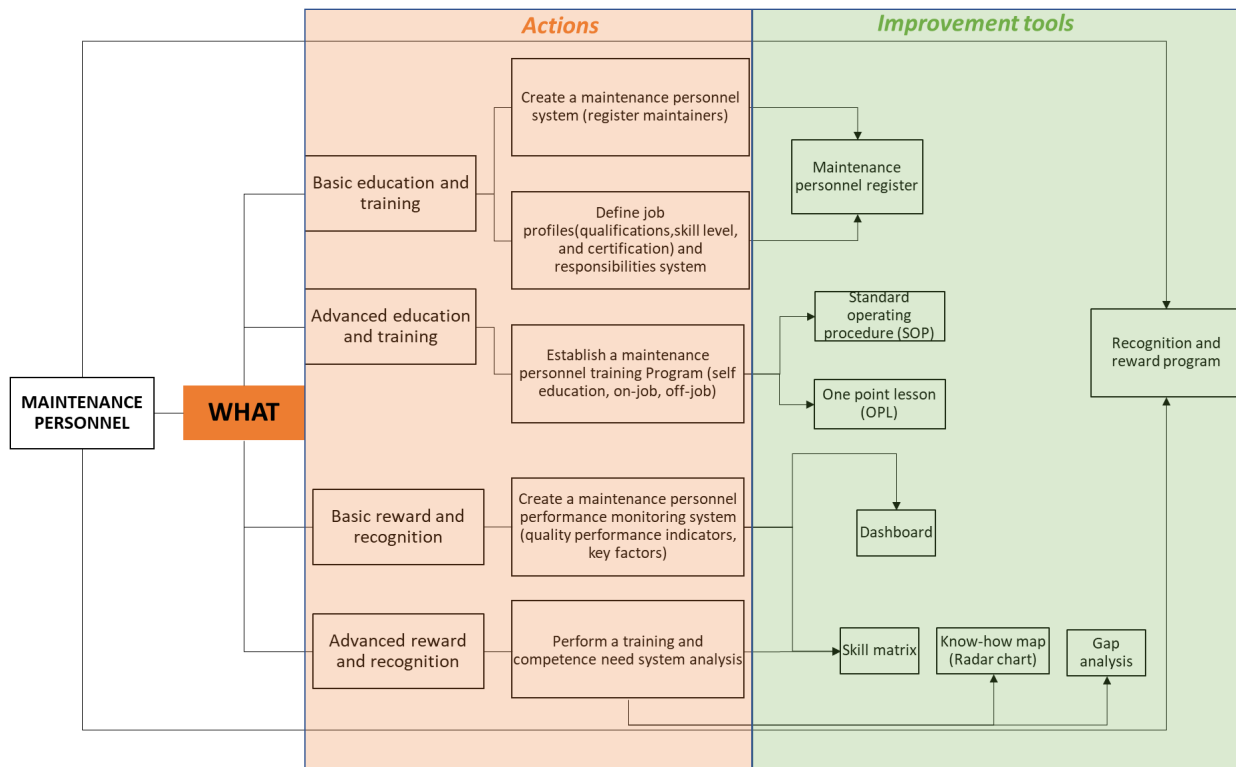 Actions
Improvement tools
MAINTENANCE
PERSONNEL
WHAT
Basic education and
training
Create a maintenance personnel
system (register maintainers)
Define job
profiles(qualifications,skill level,
and certification) and
responsibilities system
Maintenance
personnel register
Advanced education
and training
Establish a maintenance
personnel training Program (self
education, on-job, off-job)
Standard
operating
procedure (SOP)
One point lesson
(OPL)
Recognition and
reward program
Basic reward and
recognition
Create a maintenance personnel
performance monitoring system
(quality performance indicators,
key factors)
Dashboard
Advanced reward
and recognition
Perform a training and
competence need system analysis
Skill matrix
Know-how map
(Radar chart)
Gap
analysis